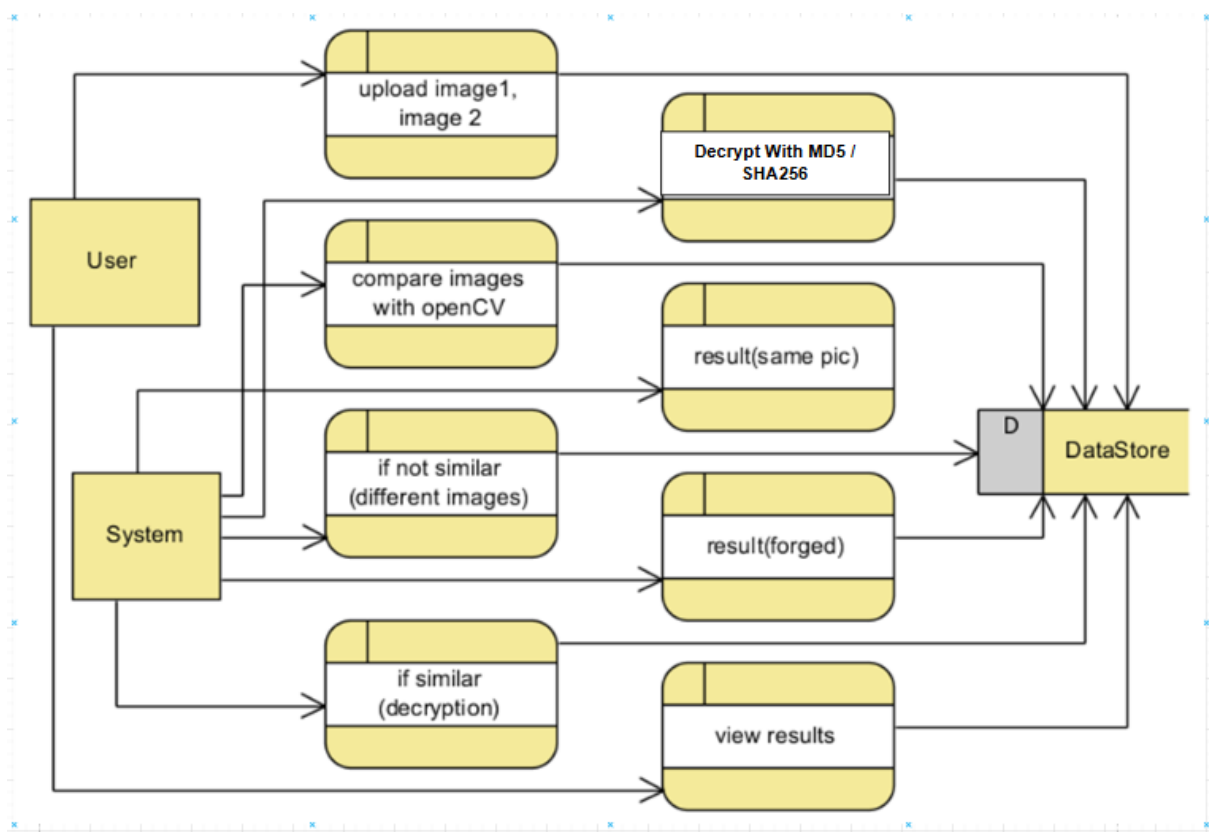 upload image1,
image 2
Decrypt With MD5 /
SHA256
User
compare images
with openCV
result(same pic)
D
DataStore
if not similar
(different images)
System
result(forged)
if similar
(decryption)
view results